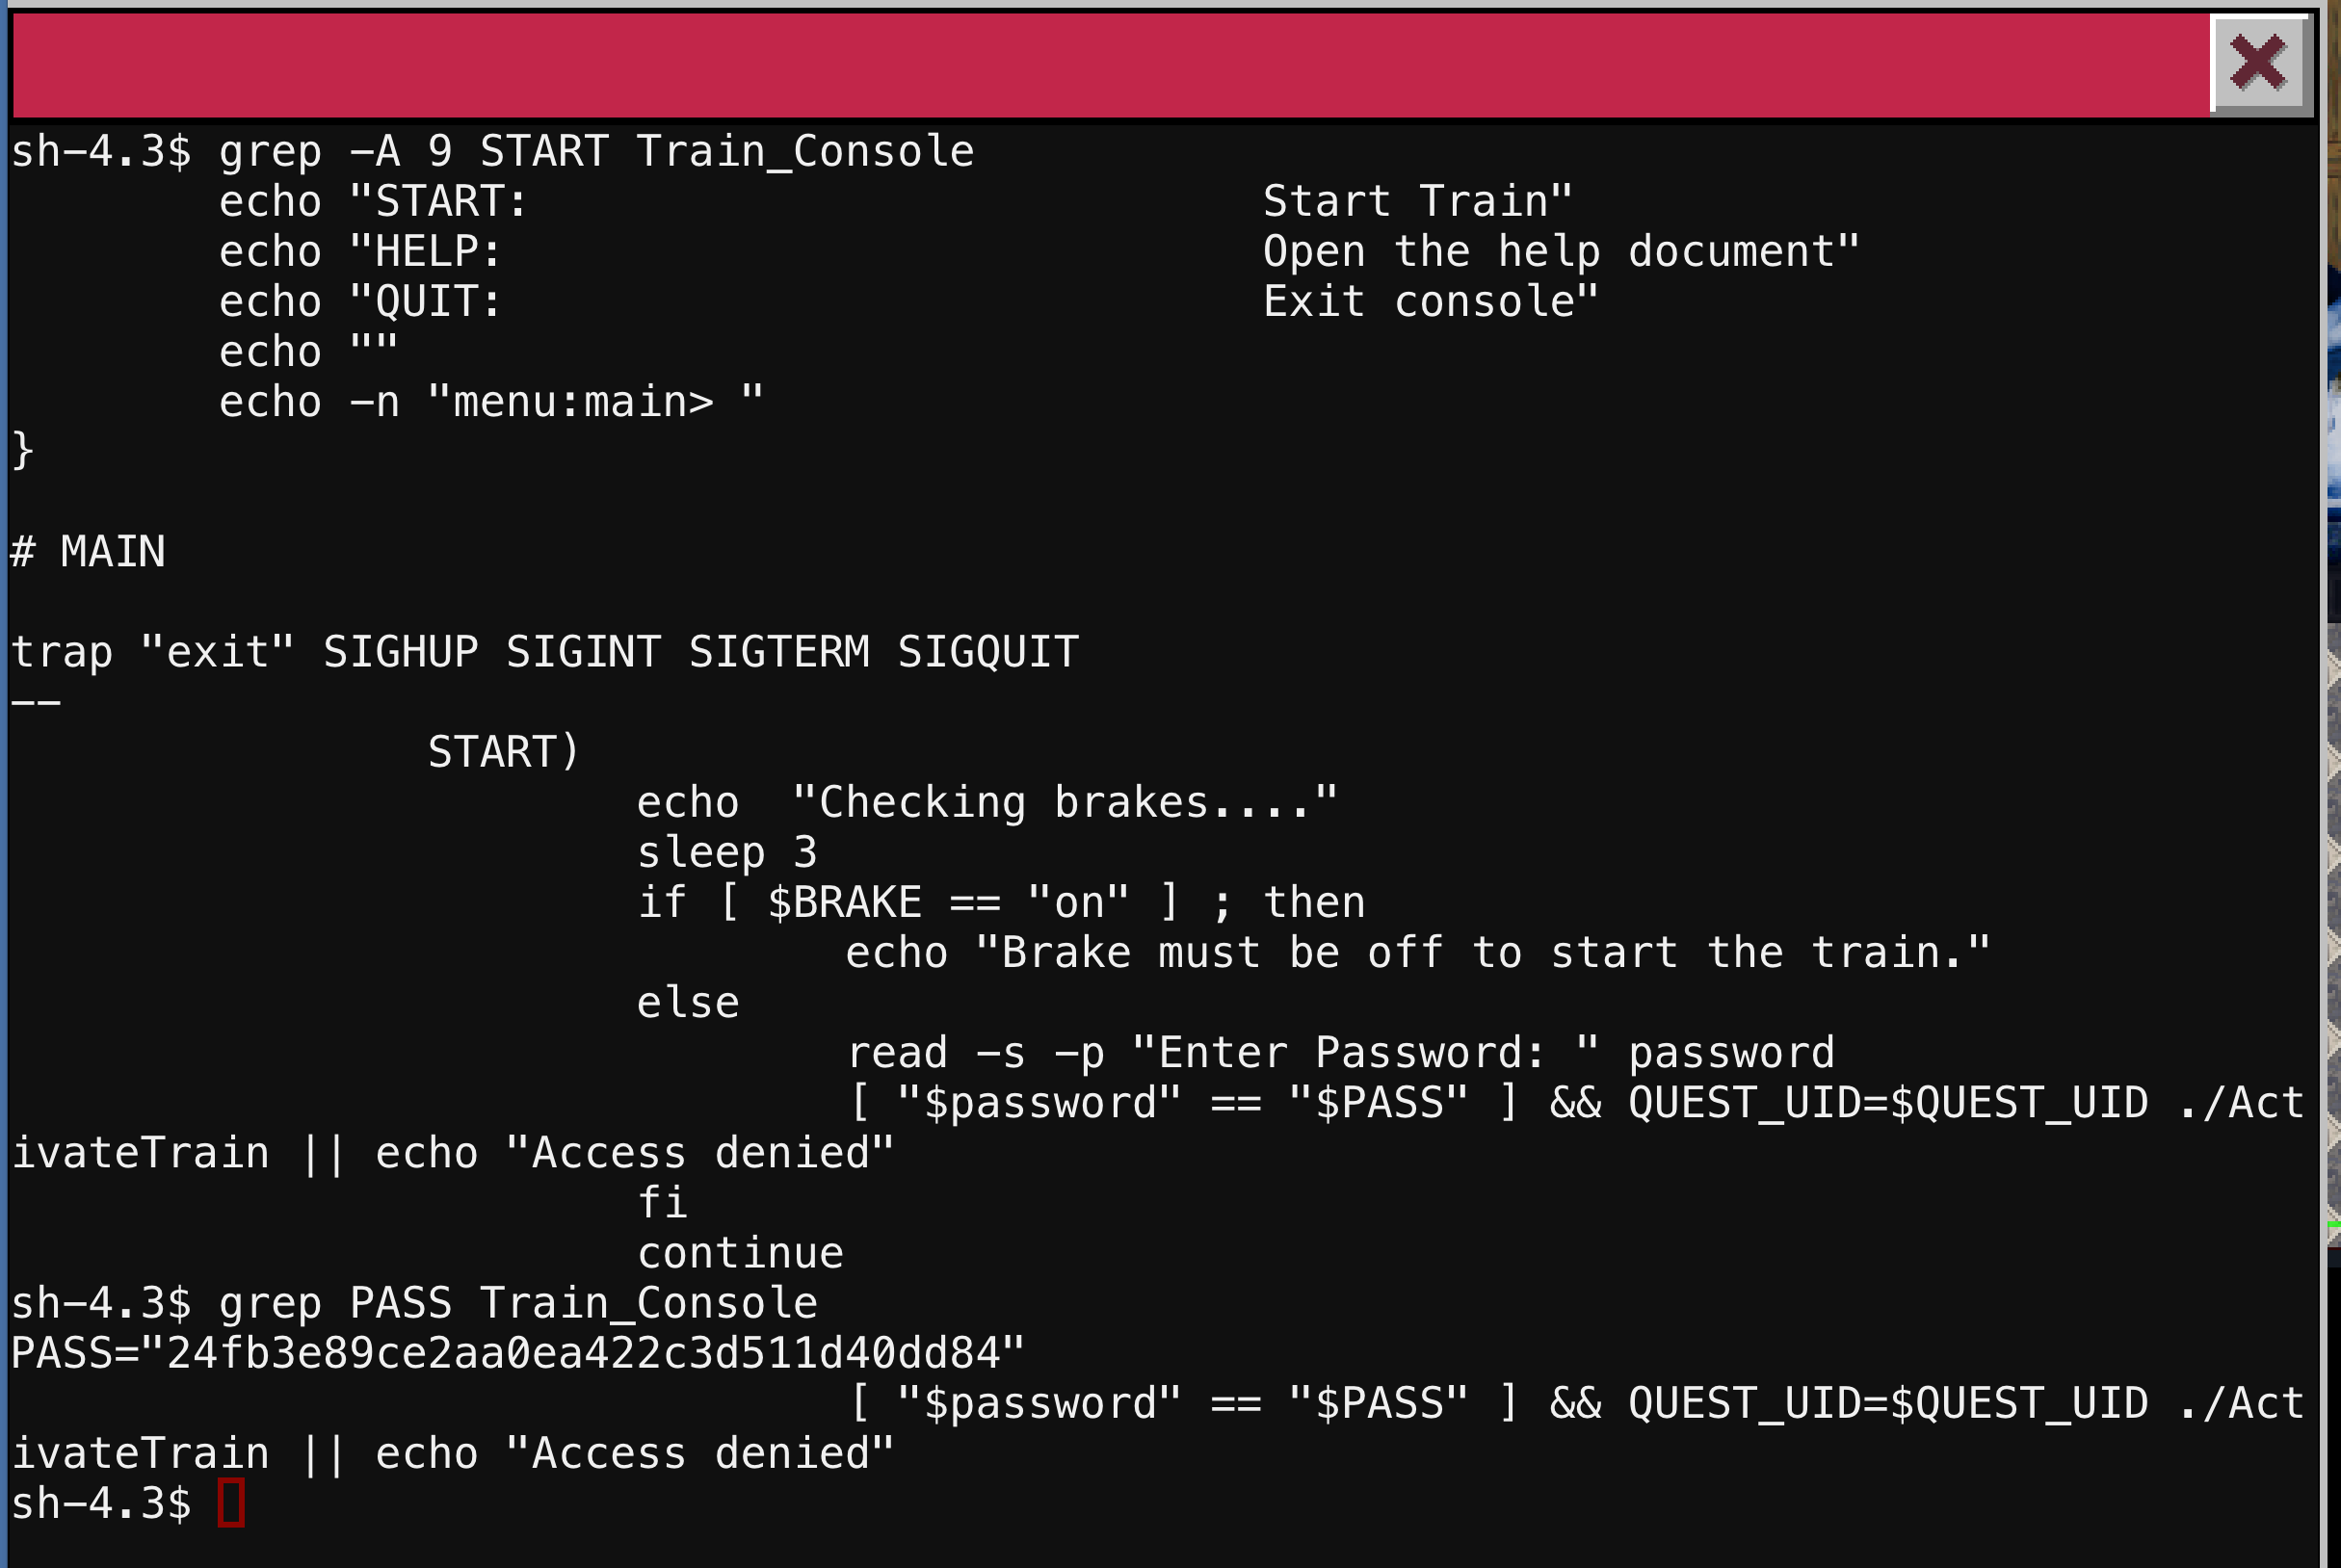 sh-4.3$ grep -A 9 START Train_Console
        echo "START:                            Start Train"
        echo "HELP:                             Open the help document"
        echo "QUIT:                             Exit console"
        echo ""
        echo -n "menu:main> "
}

# MAIN

trap "exit" SIGHUP SIGINT SIGTERM SIGQUIT
--
                START)
                        echo  "Checking brakes...."
                        sleep 3
                        if [ $BRAKE == "on" ] ; then
                                echo "Brake must be off to start the train."
                        else
                                read -s -p "Enter Password: " password
                                [ "$password" == "$PASS" ] && QUEST_UID=$QUEST_UID ./Act
ivateTrain || echo "Access denied"
                        fi
                        continue
sh-4.3$ grep PASS Train_Console
PASS="24fb3e89ce2aa0ea422c3d511d40dd84"
                                [ "$password" == "$PASS" ] && QUEST_UID=$QUEST_UID ./Act
ivateTrain || echo "Access denied"
sh-4.3$